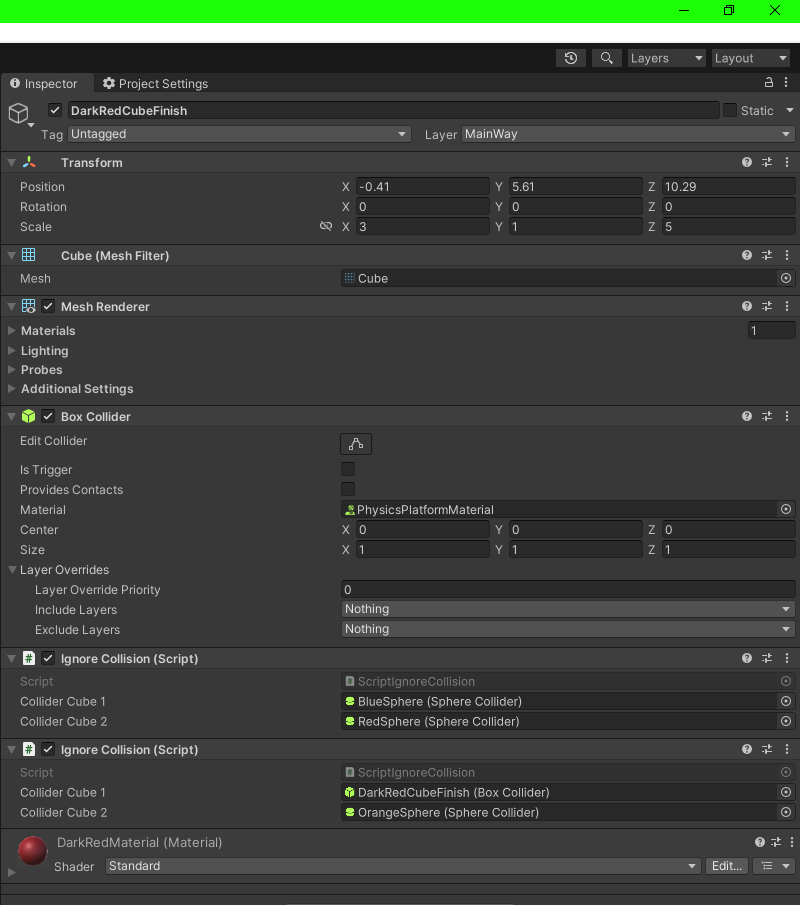 Layers Layout
Inspector Project Settings
DarkRedCubeFinish Static
Tag Untagged Layer MainWay
Transform
Position X -0.41 Y 5.61 Z 10.29
Rotation X 0 Y 0 Z 0
Scale X 3 Y 1 Z 5
Cube (Mesh Filter)
Mesh Cube
Mesh Renderer
Materials 1
Lighting
Probes
Additional Settings
Box Collider
Edit Collider
Is Trigger
Provides Contacts
Material PhysicsPlatformMaterial
Center X 0 Y 0 Z 0
Size X 1 Y 1 Z 1
Layer Overrides
Layer Override Priority 0
Include Layers Nothing
Exclude Layers Nothing
# Ignore Collision (Script)
Script # ScriptIgnoreCollision
Collider Cube 1 BlueSphere (Sphere Collider)
Collider Cube 2 RedSphere (Sphere Collider)
# Ignore Collision (Script)
Script # ScriptIgnoreCollision
Collider Cube 1 DarkRedCubeFinish (Box Collider)
Collider Cube 2 OrangeSphere (Sphere Collider)
DarkRedMaterial (Material)
Shader Standard Edit...